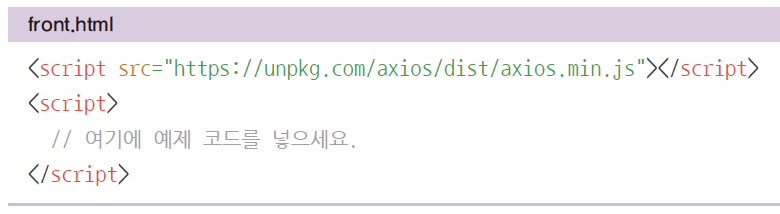 front.html
<script src="https://unpkg.com/axios/dist/axios.min.js"></script>
<script>
// 여기에 예제 코드를 넣으세요.
</script>